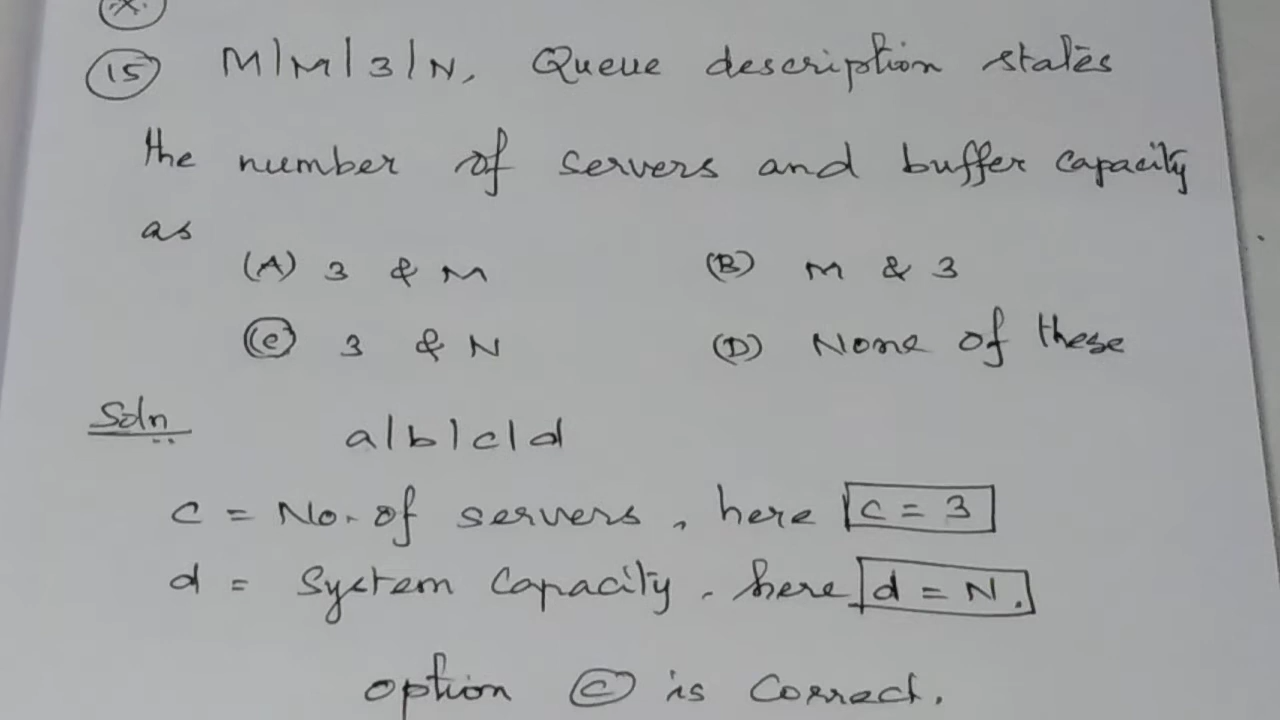 (15) M|M|3|N, Queue description states
the number of servers and buffer capacity
as
(A) 3 & M (B) M & 3
(C) 3 & N (D) None of these
Soln
a|b|c|d
c = No. of servers, here c = 3
d = System Capacity, here d = N.
option (C) is Correct.